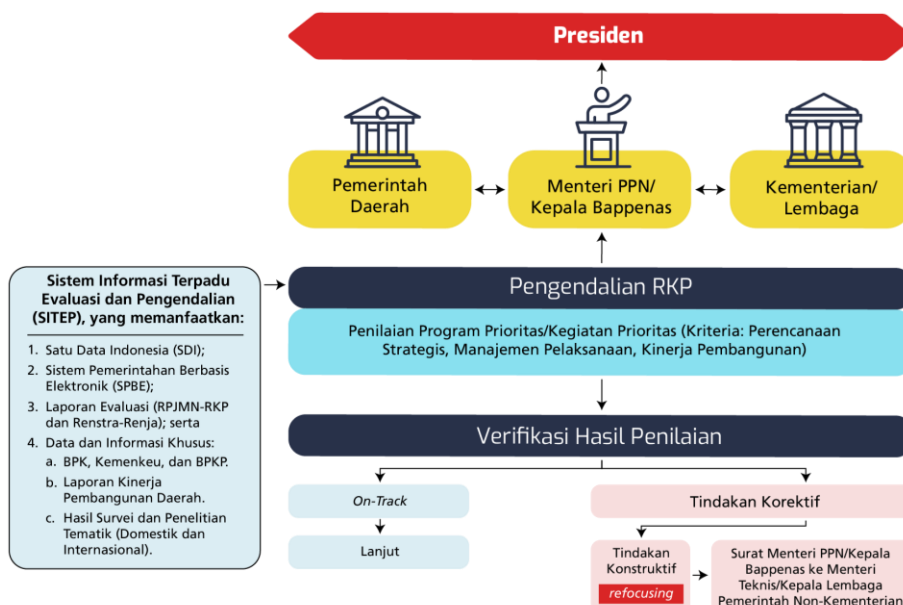 Presiden
Pemerintah
Daerah
Menteri PPN/
Kepala Bappenas
Kementerian/
Lembaga
Sistem Informasi Terpadu
Evaluasi dan Pengendalian
(SITEP), yang memanfaatkan:
1. Satu Data Indonesia (SDI);
2. Sistem Pemerintahan Berbasis
Elektronik (SPBE);
3. Laporan Evaluasi (RPJMN-RKP
dan Renstra-Renja); serta
4. Data dan Informasi Khusus:
a. BPK, Kemenkeu, dan BPKP.
b. Laporan Kinerja
Pembangunan Daerah.
c. Hasil Survei dan Penelitian
Tematik (Domestik dan
Internasional).
Pengendalian RKP
Penilaian Program Prioritas/Kegiatan Prioritas (Kriteria: Perencanaan
Strategis, Manajemen Pelaksanaan, Kinerja Pembangunan)
Verifikasi Hasil Penilaian
On-Track
Lanjut
Tindakan Korektif
Tindakan
Konstruktif
refocusing
Surat Menteri PPN/Kepala
Bappenas ke Menteri
Teknis/Kepala Lembaga
Pemerintah Non-Kementerian